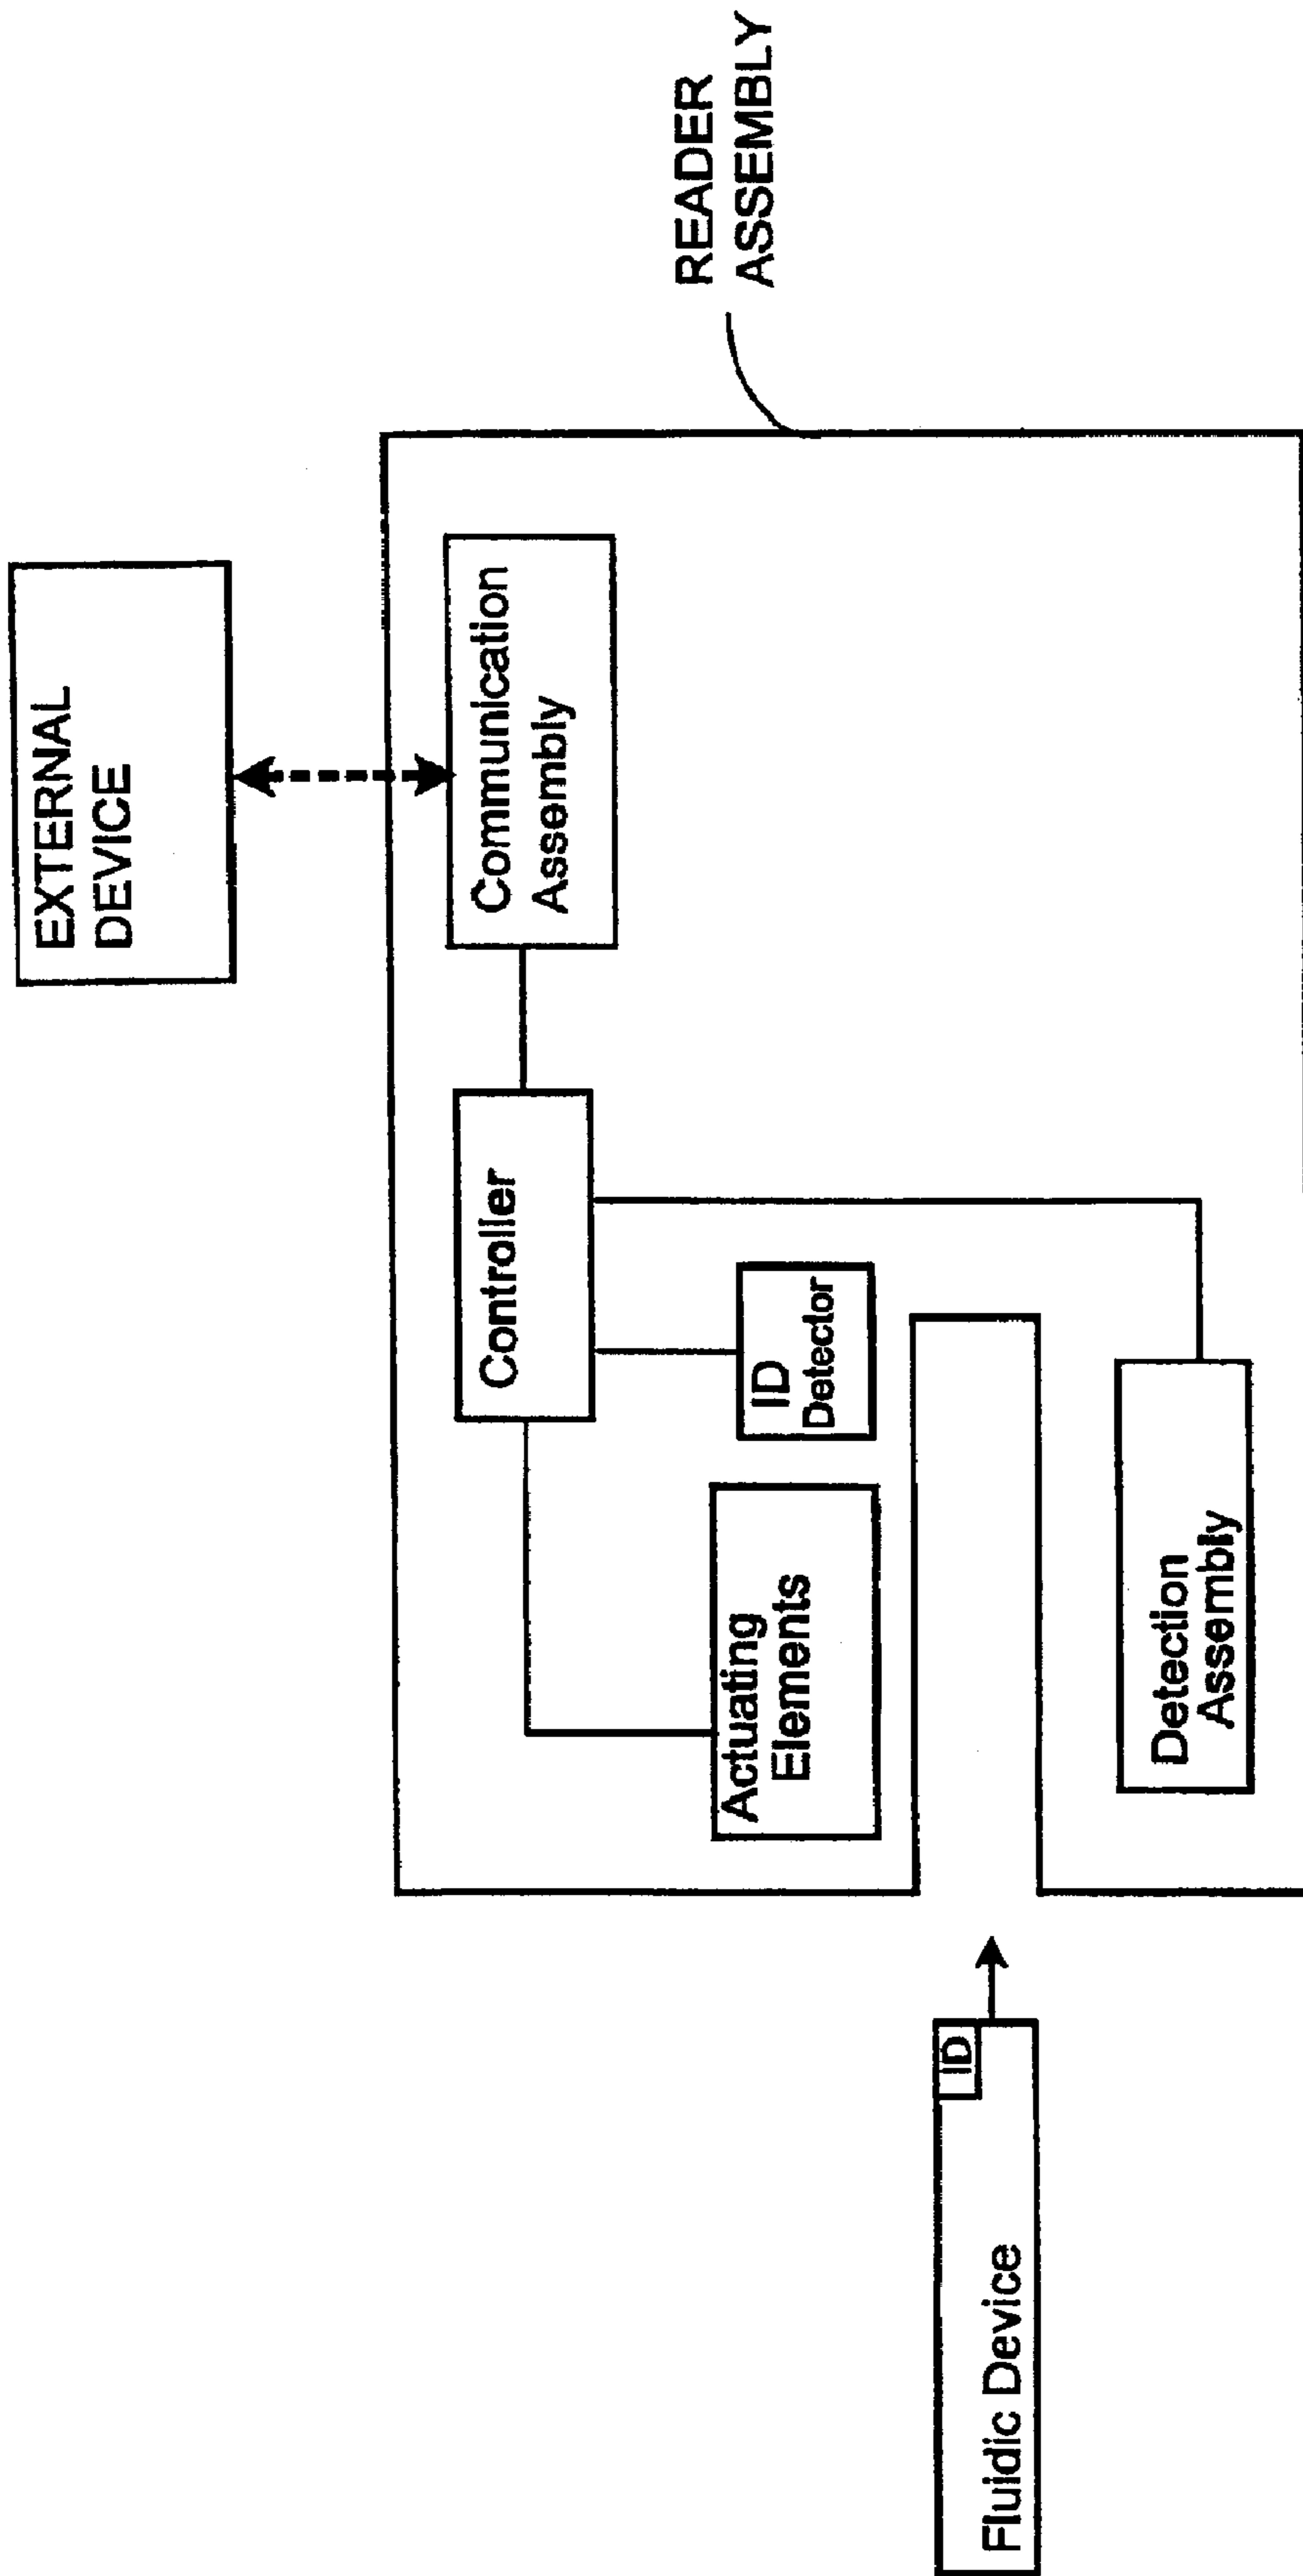 EXTERNAL
DEVICE
READER
ASSEMBLY
Communication
Assembly
Controller
ID
Detector
Actuating
Elements
Detection
Assembly
ID
Fluidic Device